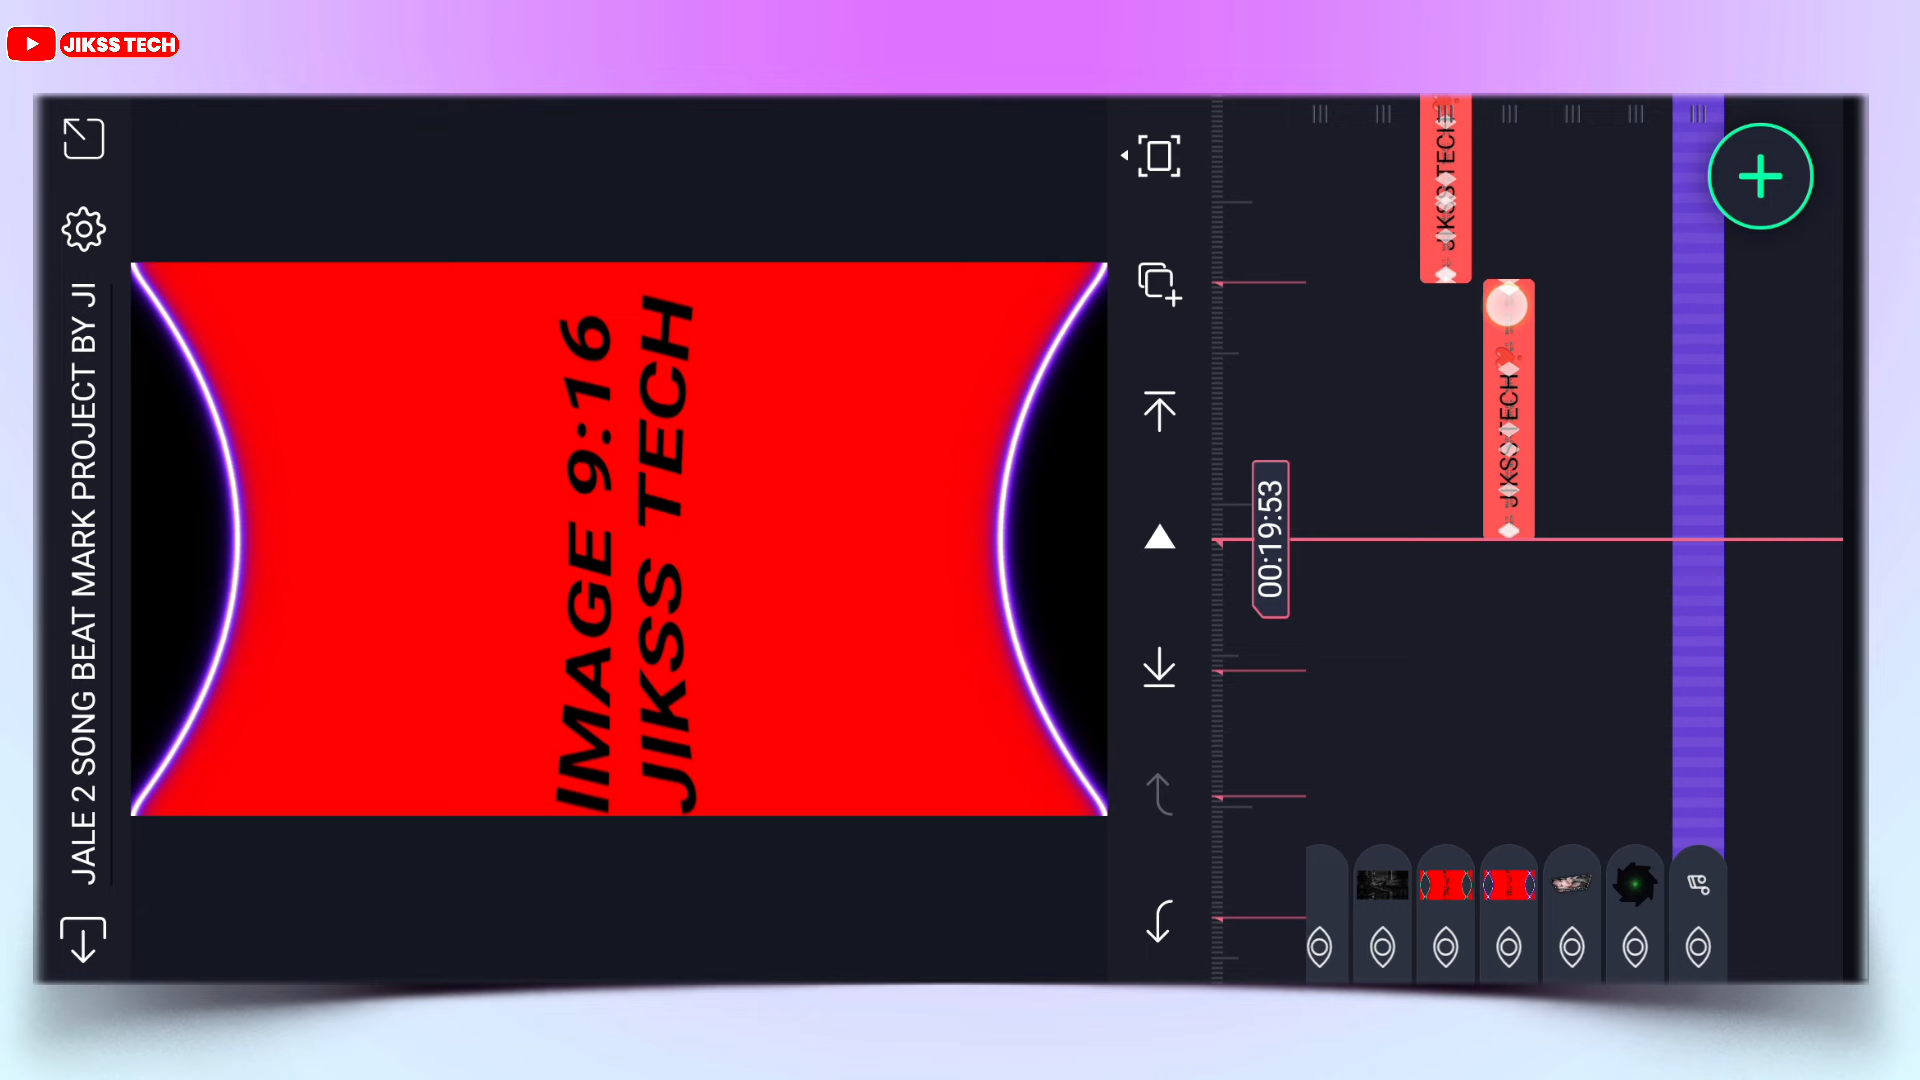 JIKSS TECH
JALE 2 SONG BEAT MARK PROJECT BY JI
IMAGE 9:16
JIKSS TECH
00:19:53
JIKSS TECH
JIKSS TECH